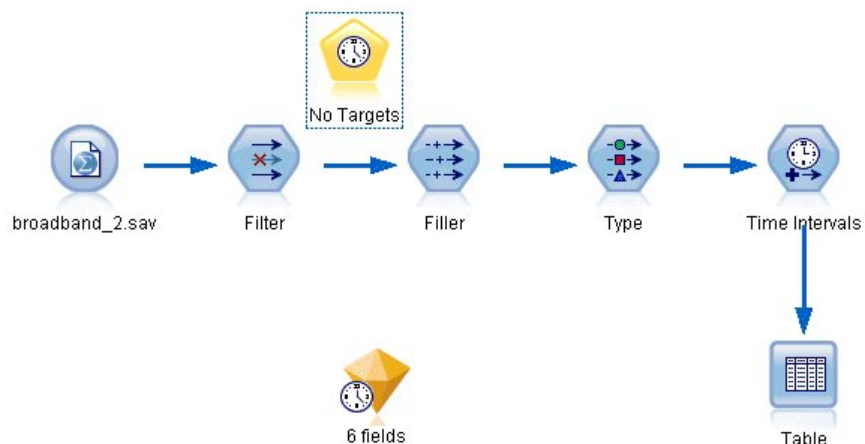 No Targets
broadband_2.sav
Filter
Filler
Type
Time Intervals
6 fields
Table